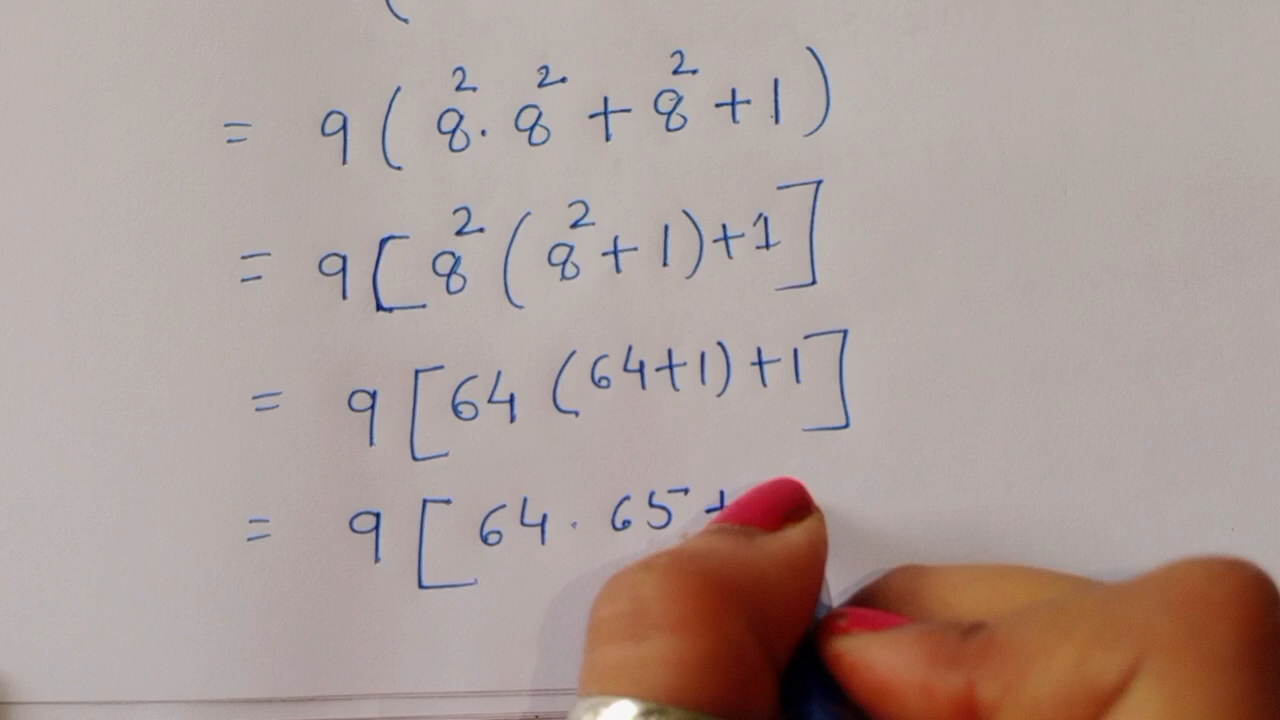 (
= 9 ( 8². 8² + 8² + 1 )
= 9 [ 8² ( 8² + 1 ) + 1 ]
= 9 [ 64 ( 64 + 1 ) + 1 ]
= 9 [ 64 . 65 +